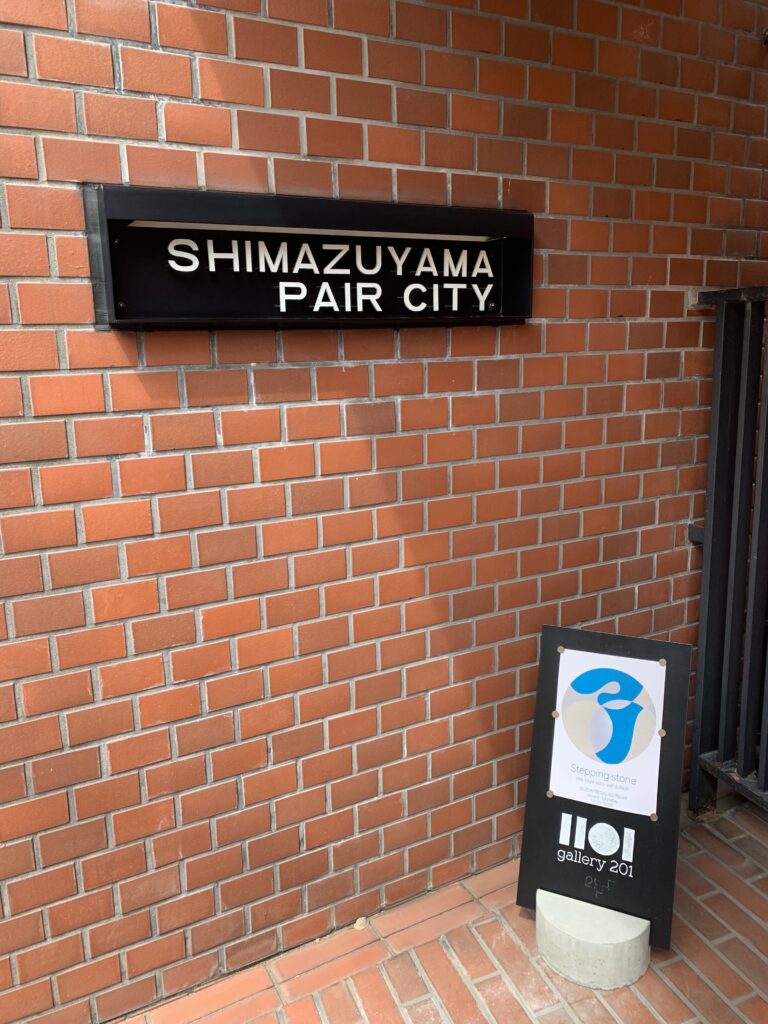 SHIMAZUYAMA
PAIR CITY
Stepping stone
gallery 201